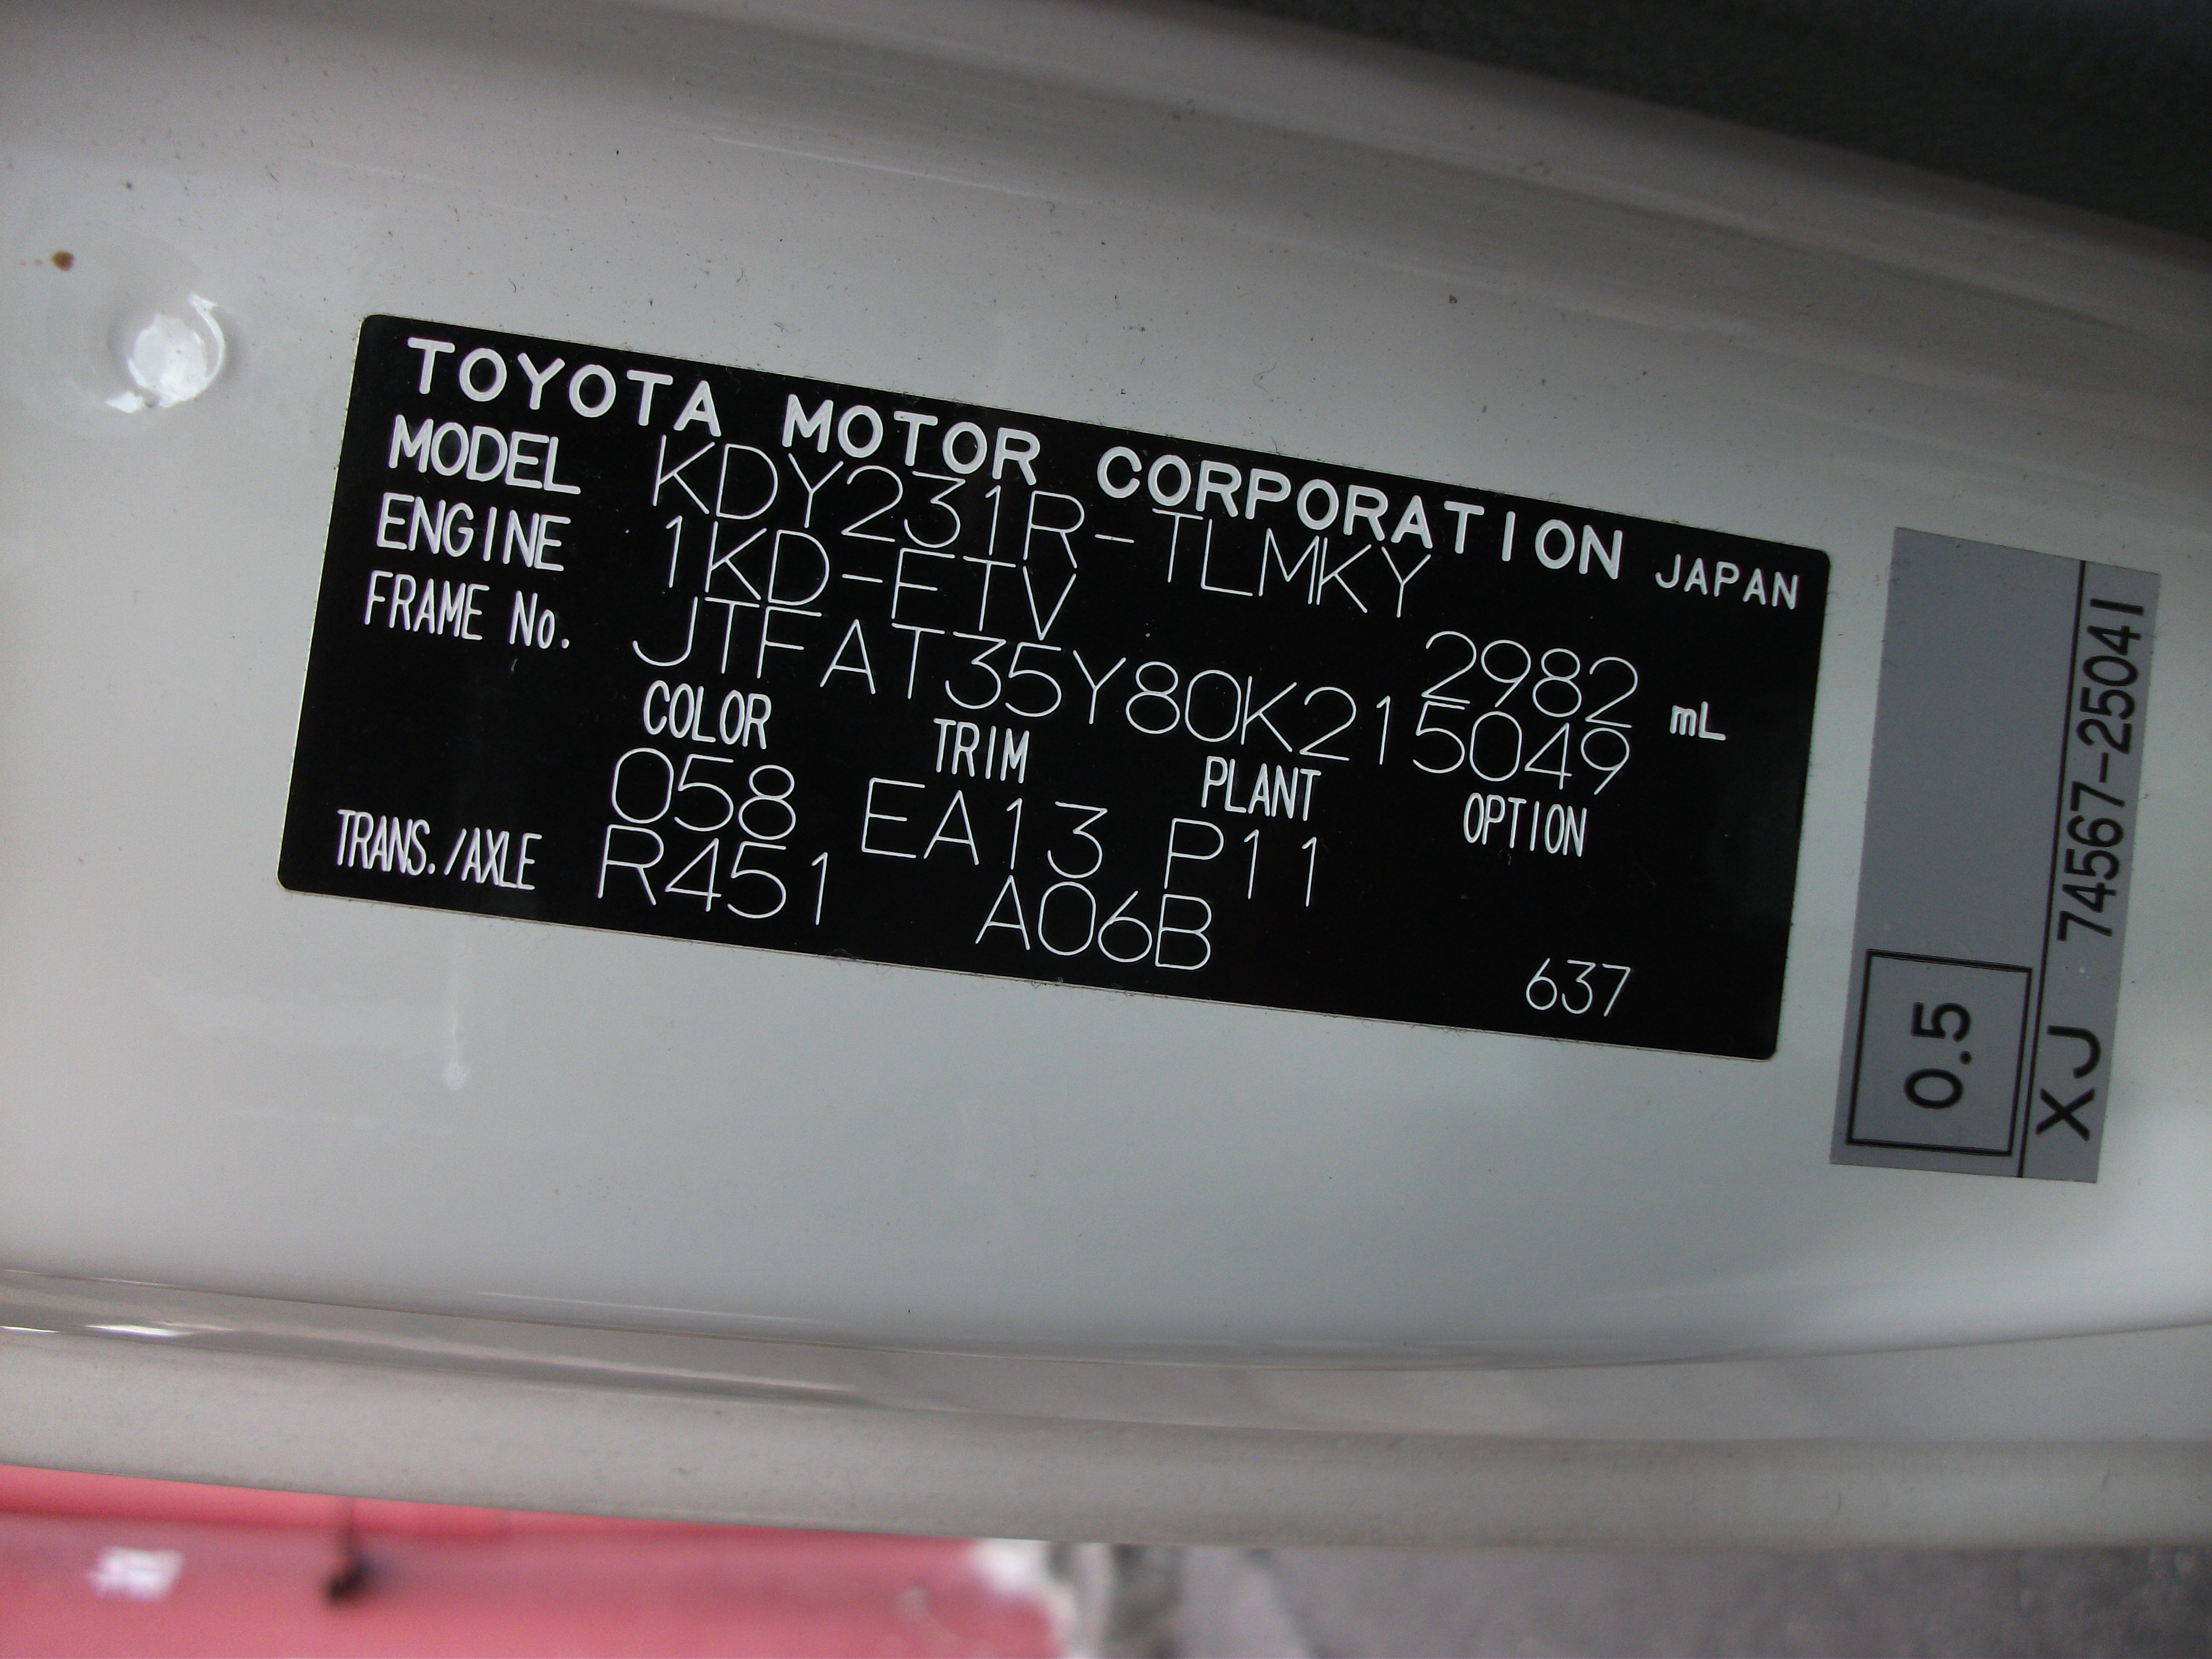 TOYOTA MOTOR CORPORATION JAPAN
MODEL KDY231R-TLMKY
ENGINE 1KD-FTV 2982 mL
FRAME No. JTFAT35Y80K215049
COLOR TRIM PLANT OPTION
058 EA13 P11
TRANS./AXLE R451 A06B
637
0.5
XJ 74567-25041